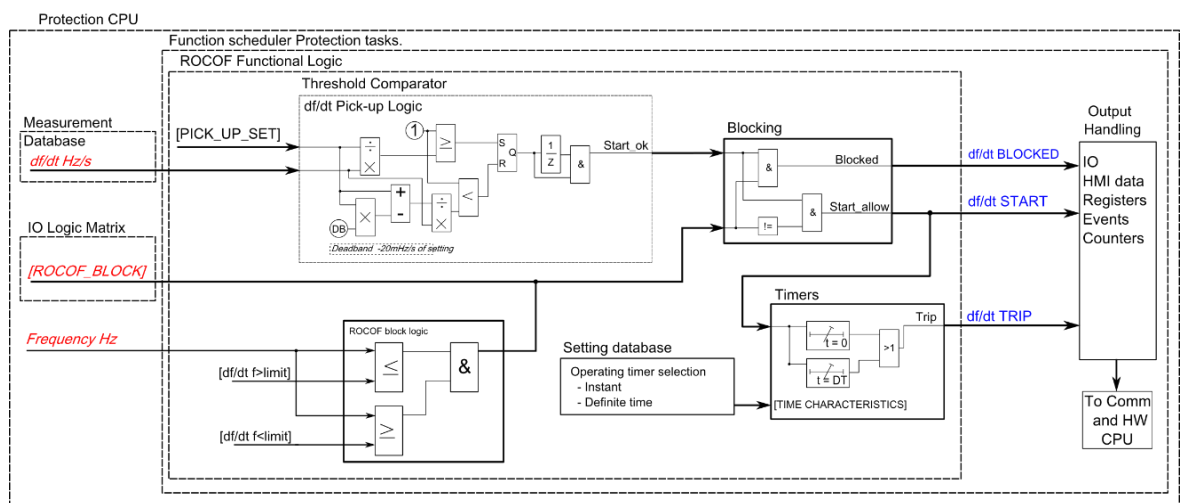 Protection CPU
Function scheduler Protection tasks.
ROCOF Functional Logic
Threshold Comparator
df/dt Pick-up Logic
Measurement
Database
df/dt Hz/s
[PICK_UP_SET]
1
≥
÷
×
S
R
Q
1
Z
&
Start_ok
+
-
÷
×
<
×
DB
Deadband -20mHz/s of setting
Blocking
&
Blocked
&
Start_allow
!=
df/dt BLOCKED
df/dt START
Output
Handling
IO
HMI data
Registers
Events
Counters
IO Logic Matrix
[ROCOF_BLOCK]
Frequency Hz
ROCOF block logic
≤
&
≥
[df/dt f>limit]
[df/dt f<limit]
Setting database
Operating timer selection
- Instant
- Definite time
Timers
Trip
t = 0
>1
t = DT
[TIME CHARACTERISTICS]
df/dt TRIP
To Comm
and HW
CPU